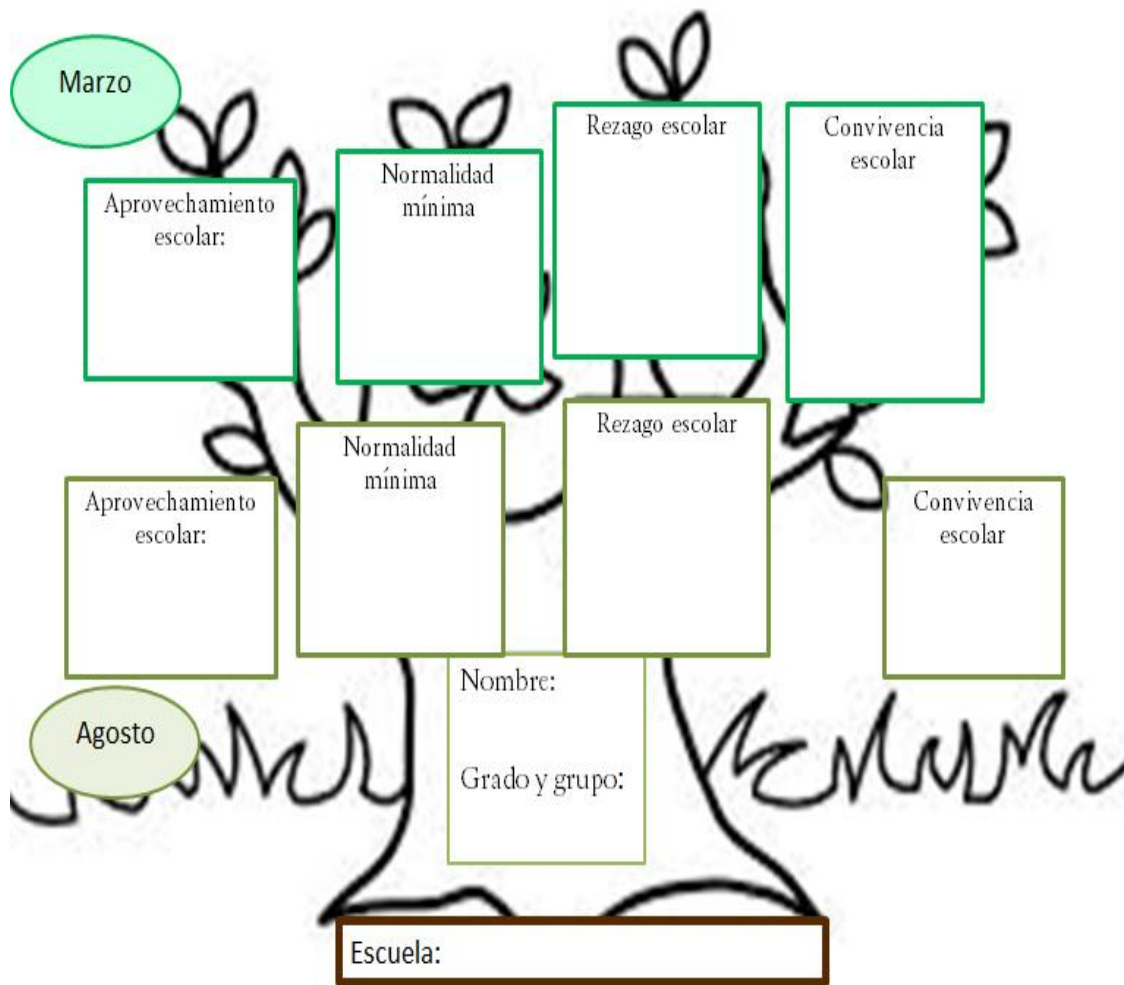 Marzo
Aprovechamiento
escolar:
Normalidad
mínima
Rezago escolar
Convivencia
escolar
Aprovechamiento
escolar:
Normalidad
mínima
Rezago escolar
Convivencia
escolar
Agosto
Nombre:
Grado y grupo:
Escuela: